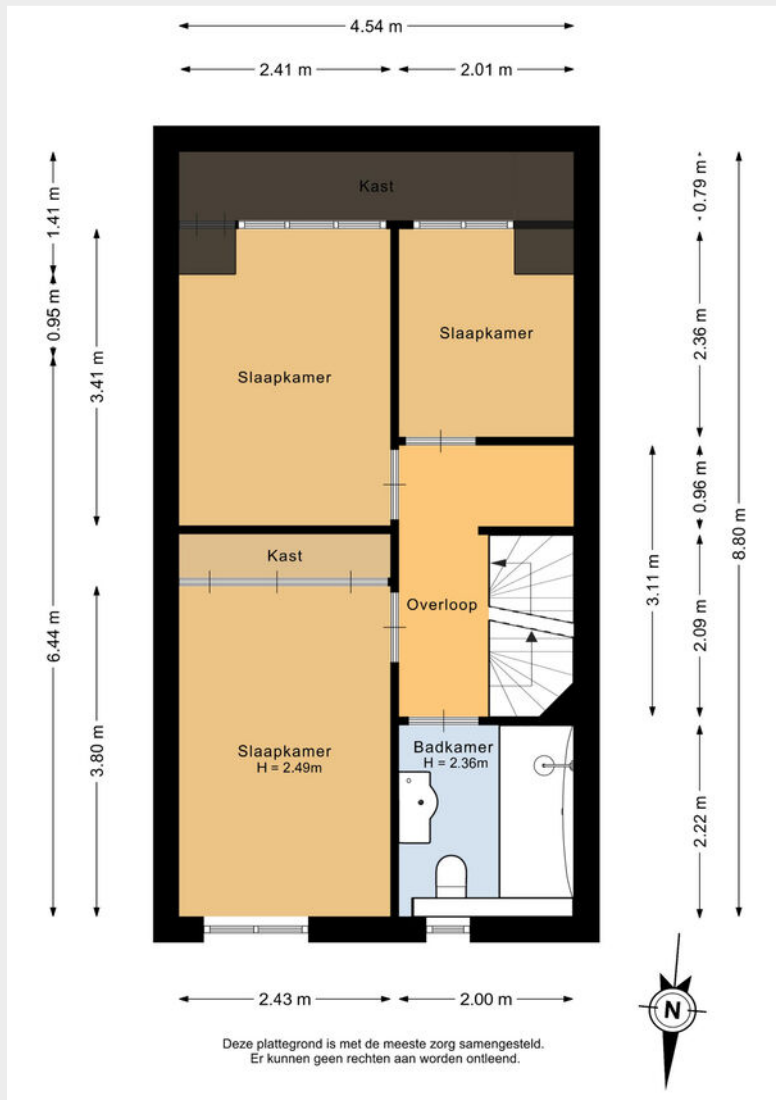 4.54 m
2.41 m
2.01 m
Kast
1.41 m
0.79 m
0.95 m
3.41 m
Slaapkamer
Slaapkamer
2.36 m
0.96 m
8.80 m
Kast
Overloop
3.11 m
2.09 m
6.44 m
3.80 m
Slaapkamer
H = 2.49m
Badkamer
H = 2.36m
2.22 m
2.43 m
2.00 m
N
Deze plattegrond is met de meeste zorg samengesteld.
Er kunnen geen rechten aan worden ontleend.